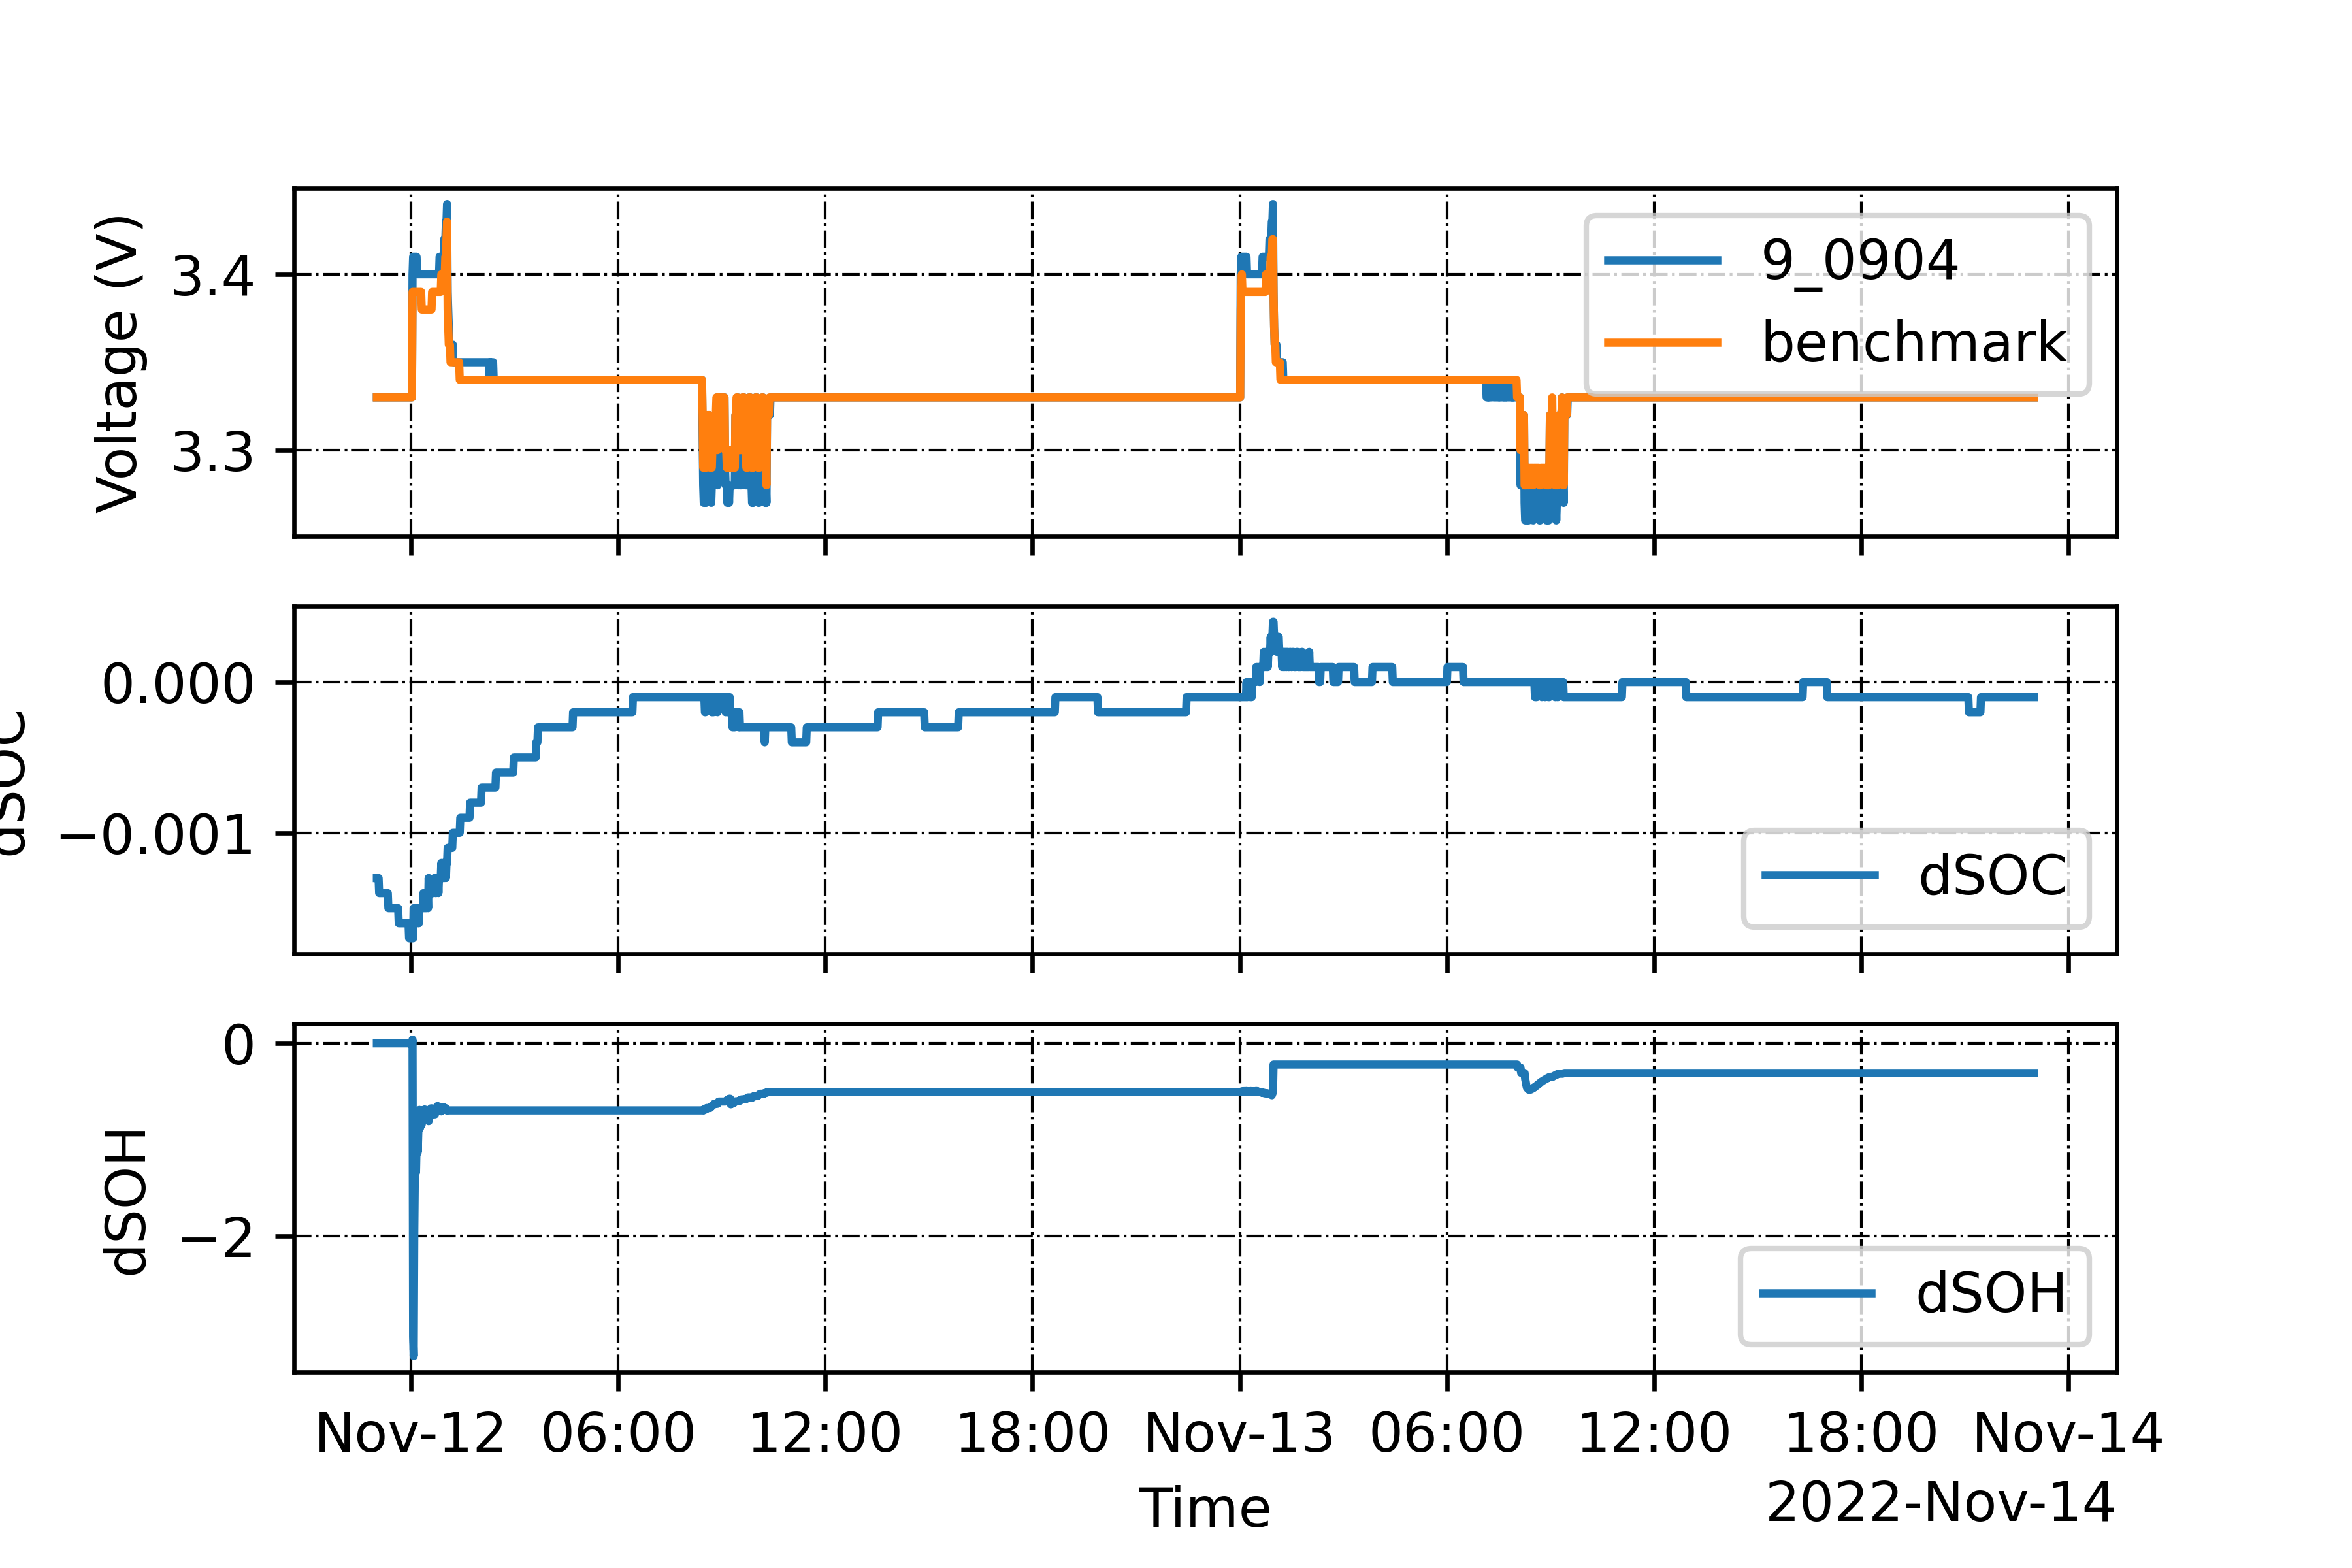 Voltage (V)
3.4
3.3
9_0904
benchmark
dSOC
0.000
−0.001
dSOC
dSOH
0
−2
dSOH
Nov-12 06:00 12:00 18:00 Nov-13 06:00 12:00 18:00 Nov-14
Time
2022-Nov-14